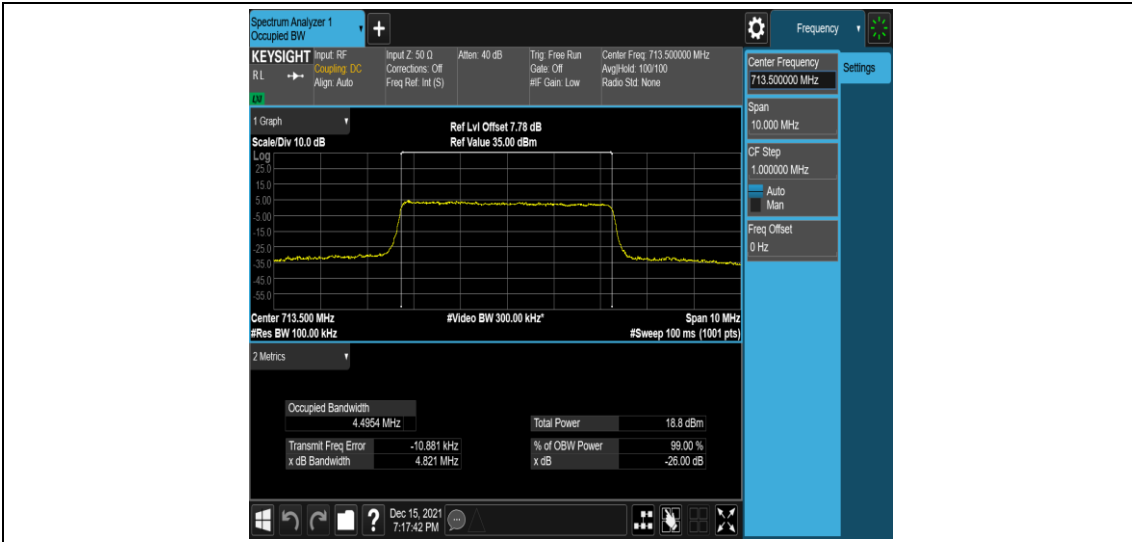 Spectrum Analyzer 1
Occupied BW
+
Frequency
KEYSIGHT
RL
LXI
Input: RF
Coupling: DC
Align: Auto
Input Z: 50 Ω
Corrections: Off
Freq Ref: Int (S)
Atten: 40 dB
Trig: Free Run
Gate: Off
#IF Gain: Low
Center Freq: 713.500000 MHz
Avg|Hold: 100/100
Radio Std: None
Center Frequency
713.500000 MHz
Settings
Span
10.000 MHz
CF Step
1.000000 MHz
Auto
Man
Freq Offset
0 Hz
1 Graph
Scale/Div 10.0 dB
Ref Lvl Offset 7.78 dB
Ref Value 35.00 dBm
Log
25.0
15.0
5.00
-5.00
-15.0
-25.0
-35.0
-45.0
-55.0
Center 713.500 MHz
#Video BW 300.00 kHz*
Span 10 MHz
#Res BW 100.00 kHz
#Sweep 100 ms (1001 pts)
2 Metrics
Occupied Bandwidth
4.4954 MHz
Total Power 18.8 dBm
Transmit Freq Error -10.881 kHz
% of OBW Power 99.00 %
x dB Bandwidth 4.821 MHz
x dB -26.00 dB
?
Dec 15, 2021
7:17:42 PM